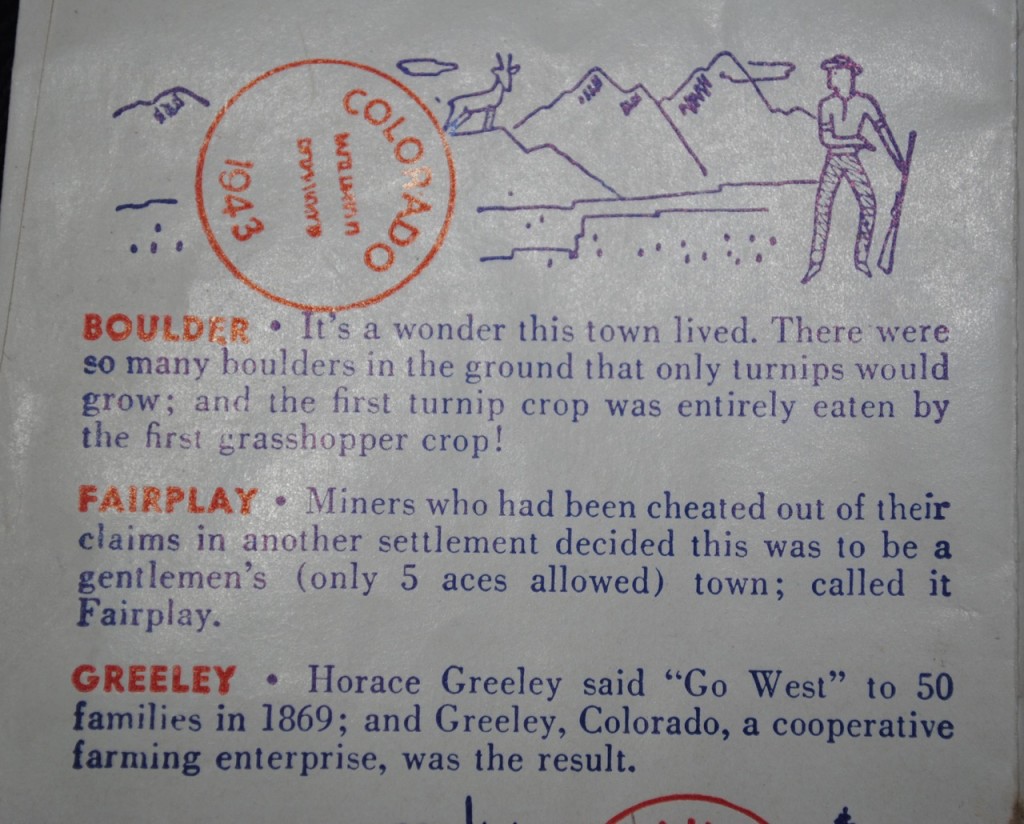 COLORADO
1943
BOULDER • It's a wonder this town lived. There were
so many boulders in the ground that only turnips would
grow; and the first turnip crop was entirely eaten by
the first grasshopper crop!
FAIRPLAY • Miners who had been cheated out of their
claims in another settlement decided this was to be a
gentlemen's (only 5 aces allowed) town; called it
Fairplay.
GREELEY • Horace Greeley said “Go West” to 50
families in 1869; and Greeley, Colorado, a cooperative
farming enterprise, was the result.